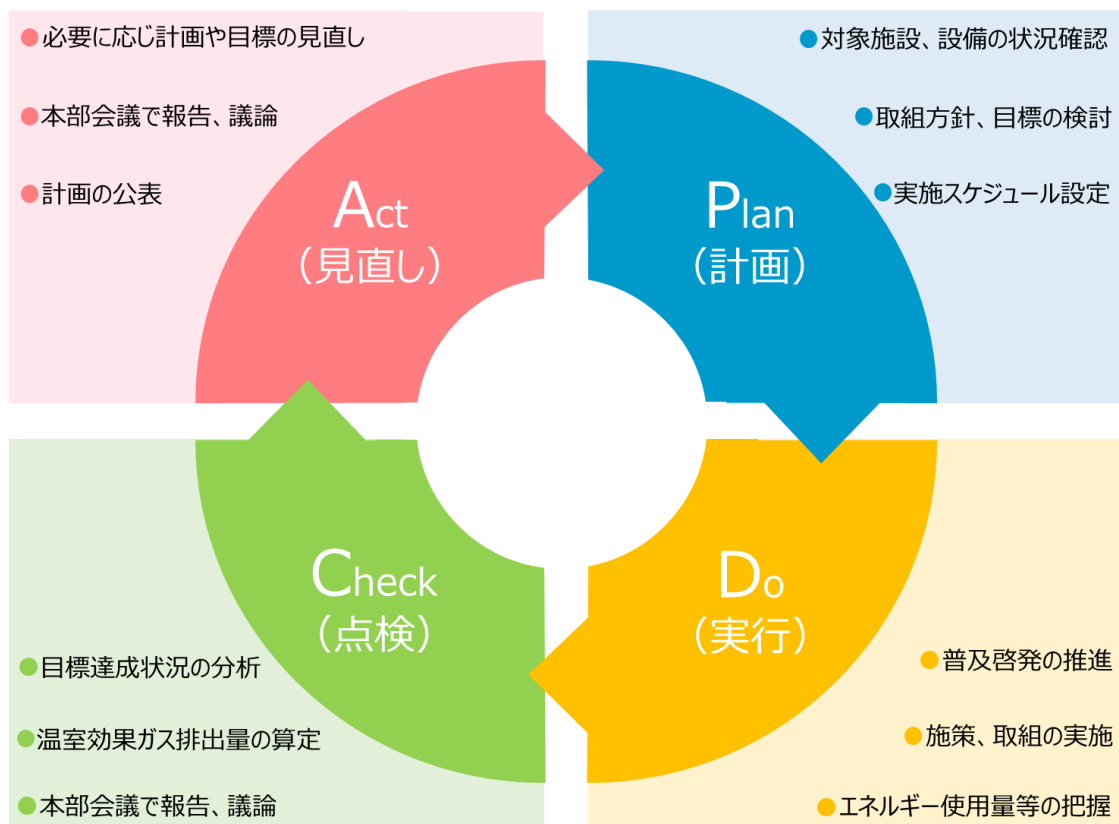 ●必要に応じ計画や目標の見直し
●本部会議で報告、議論
●計画の公表
Act
（見直し）
●対象施設、設備の状況確認
●取組方針、目標の検討
●実施スケジュール設定
Plan
（計画）
Check
（点検）
●目標達成状況の分析
●温室効果ガス排出量の算定
●本部会議で報告、議論
Do
（実行）
●普及啓発の推進
●施策、取組の実施
●エネルギー使用量等の把握